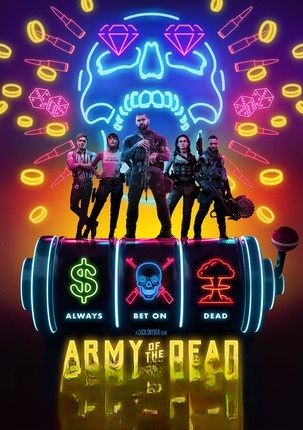 ALWAYS BET ON DEAD
A ZACK SNYDER FILM
ARMY OF THE DEAD